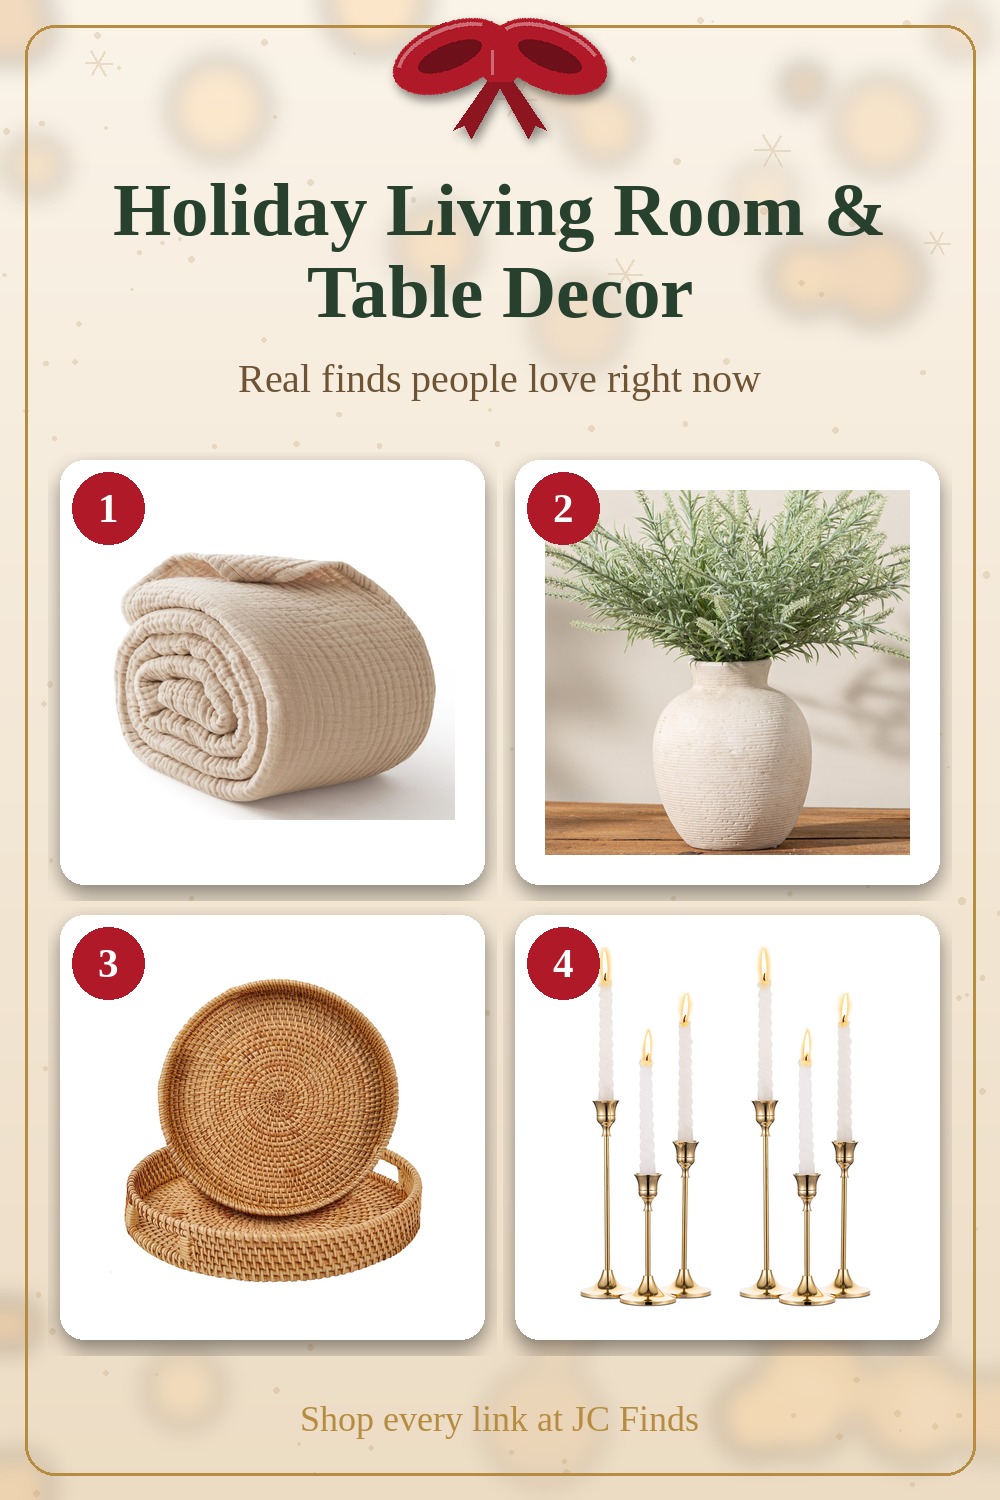 Holiday Living Room &
Table Decor
Real finds people love right now
1
2
3
4
Shop every link at JC Finds